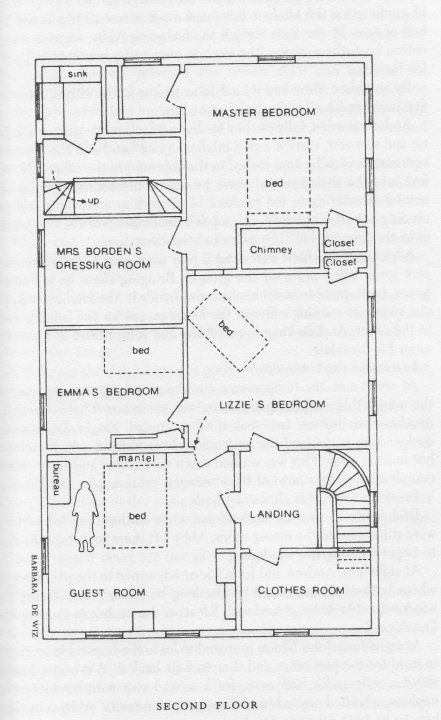 sink
MASTER BEDROOM
up
bed
MRS BORDEN'S
DRESSING ROOM
Chimney
Closet
Closet
bed
bed
EMMA'S BEDROOM
LIZZIE'S BEDROOM
mantel
bureau
bed
LANDING
GUEST ROOM
CLOTHES ROOM
BARBARA DE WIZ
SECOND FLOOR